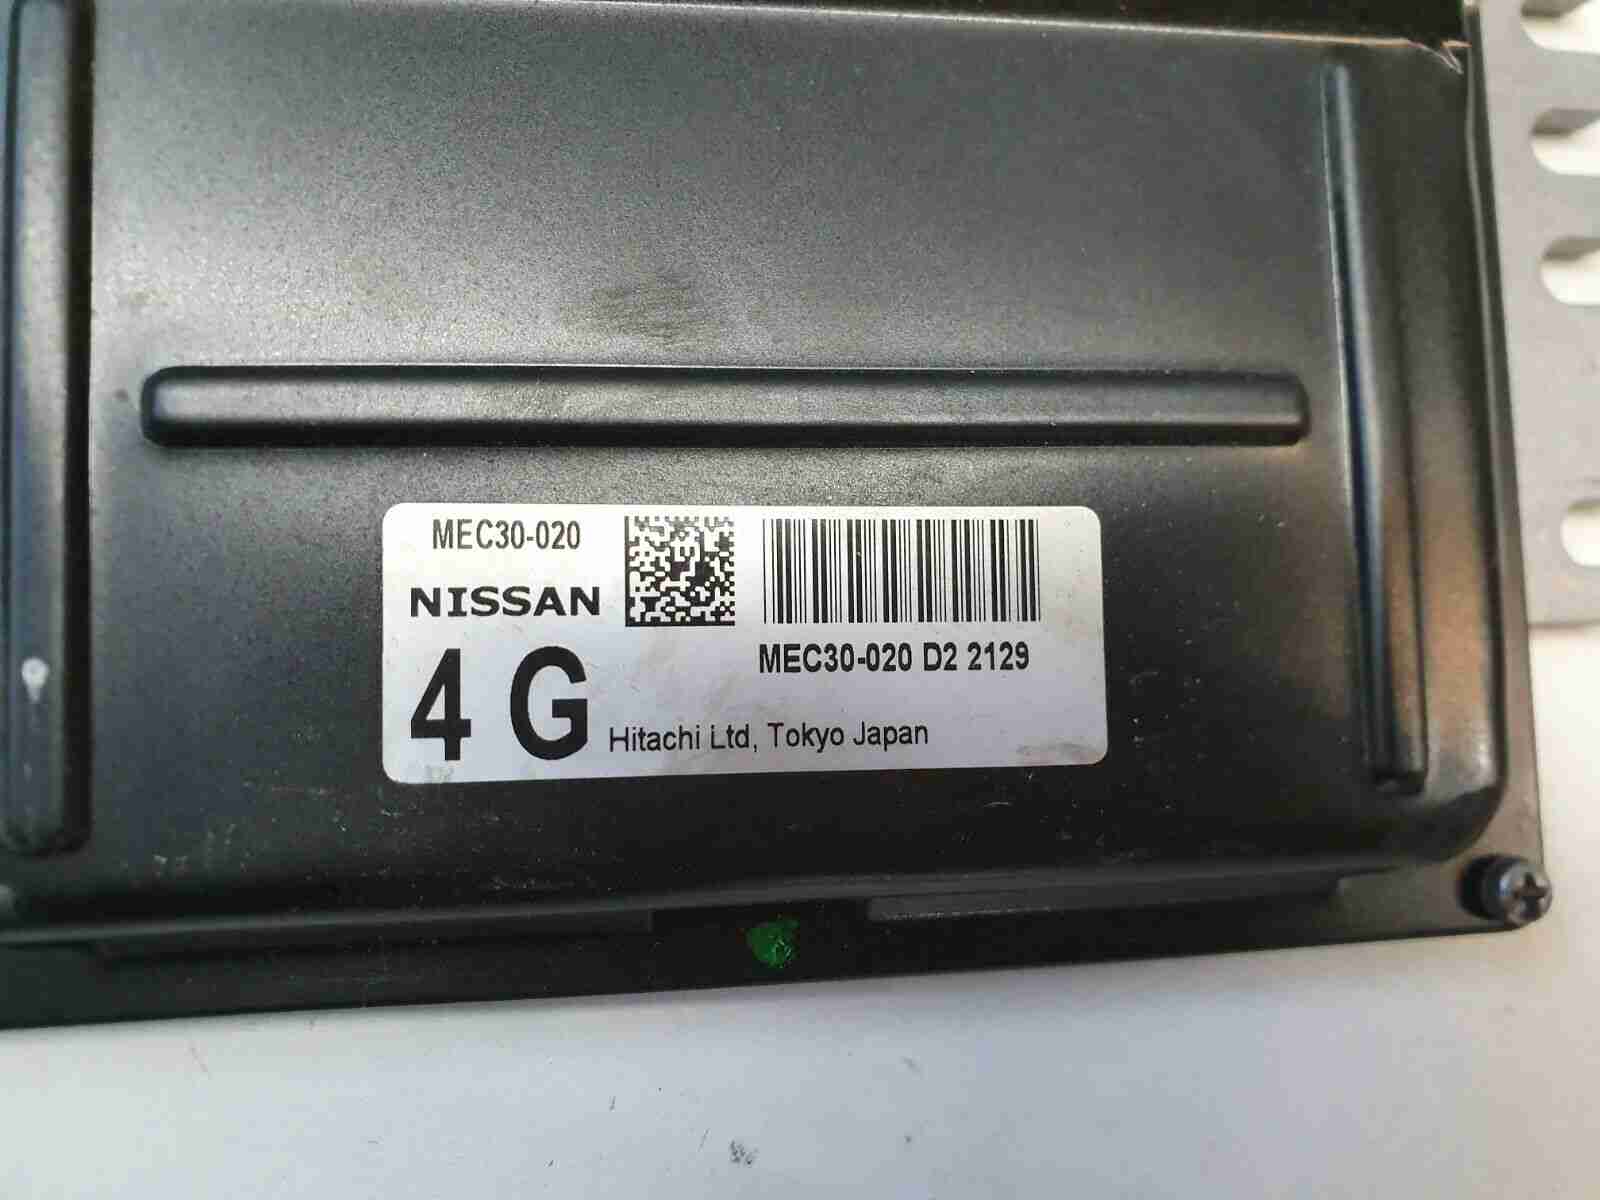 MEC30-020
NISSAN
4 G
MEC30-020 D2 2129
Hitachi Ltd, Tokyo Japan